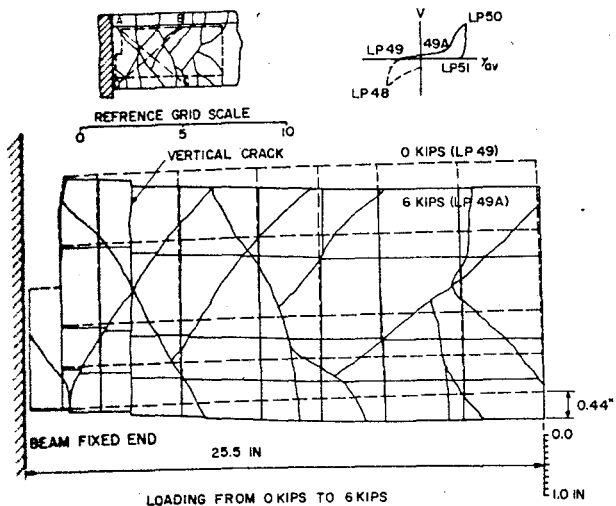 A B
C
V
LP50
LP49 49A
LP51 γav
LP48
REFRENCE GRID SCALE
0 5 10
VERTICAL CRACK
0 KIPS (LP 49)
6 KIPS (LP 49A)
0.44"
BEAM FIXED END
25.5 IN
0.0
1.0 IN
LOADING FROM 0 KIPS TO 6 KIPS